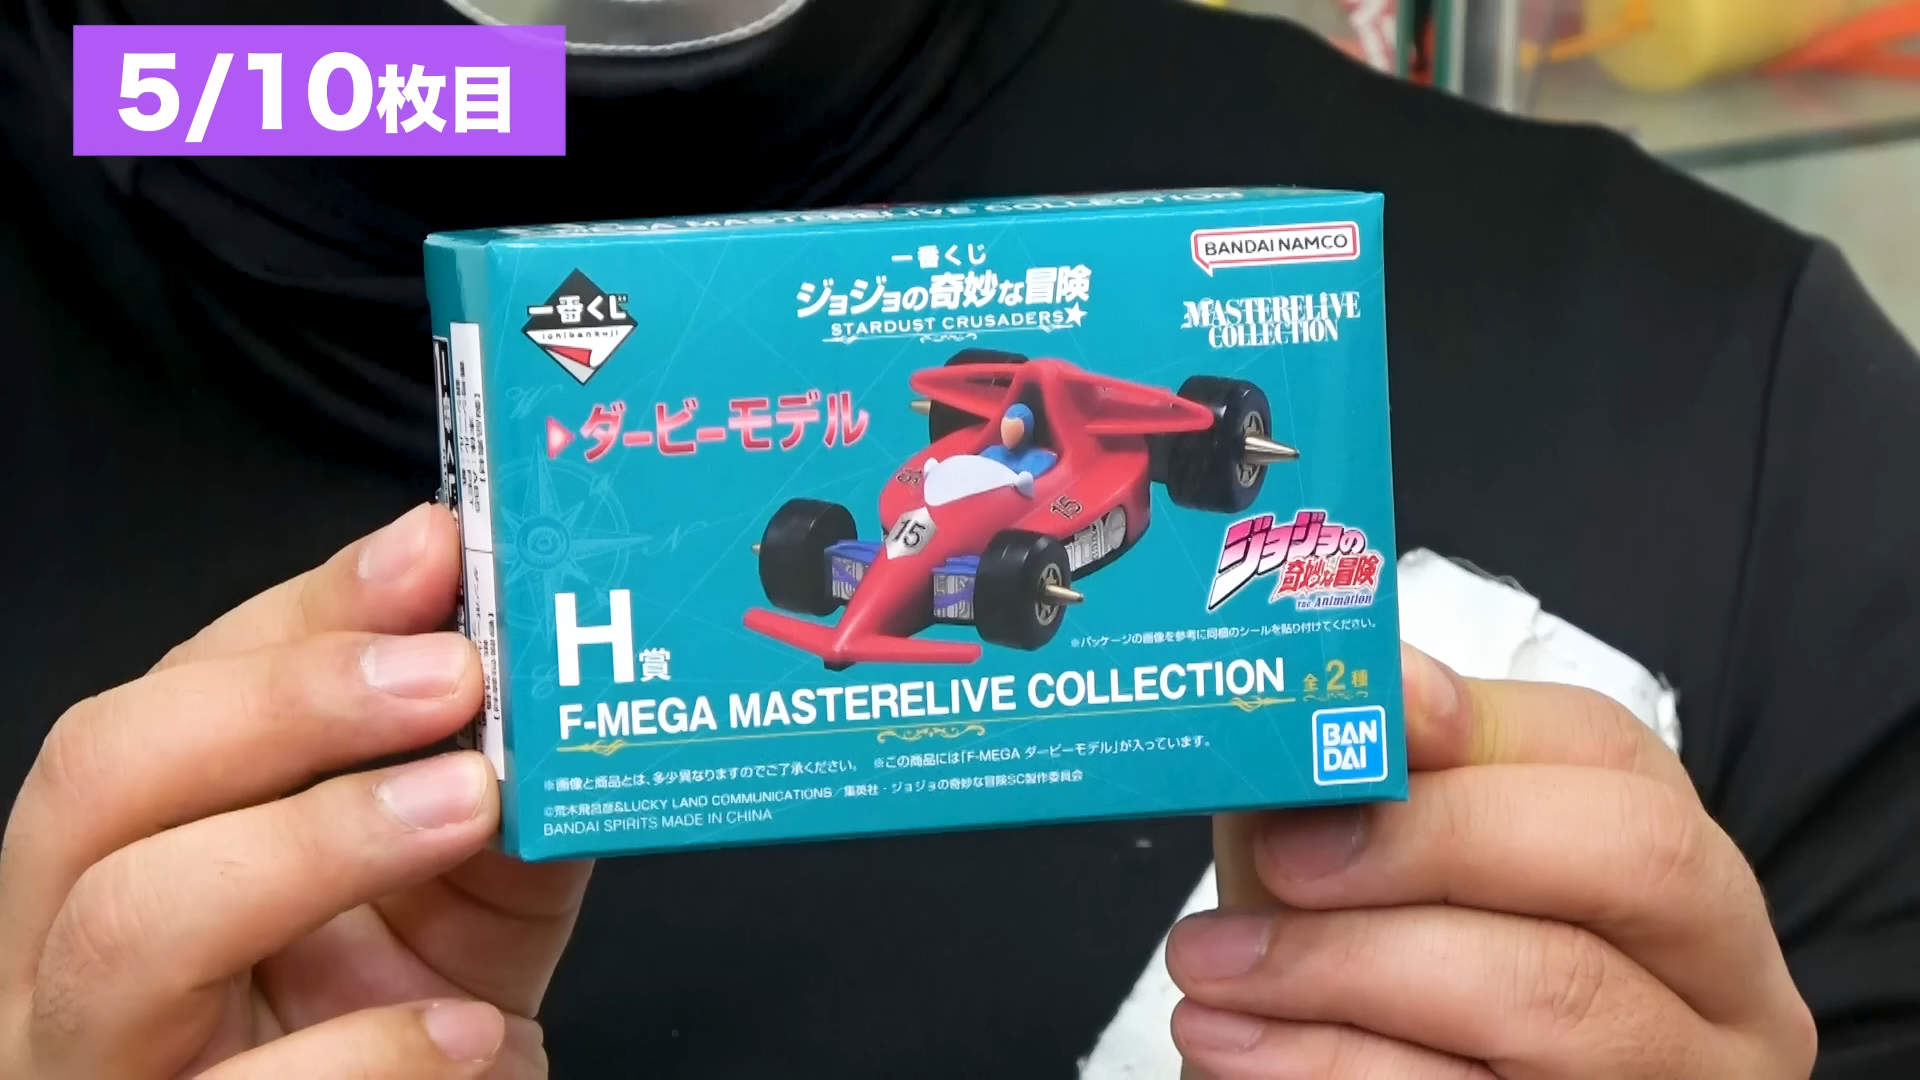 5/10枚目
F-MEGA MASTERELIVE COLLECTION
一番くじ
ichibankuji
一番くじ
ジョジョの奇妙な冒険
STARDUST CRUSADERS
BANDAI NAMCO
MASTERELIVE
COLLECTION
ダービーモデル
15
15
15
ジョジョの
奇妙な冒険
the Animation
※パッケージの画像を参考に同梱のシールを貼り付けてください。
H賞
F-MEGA MASTERELIVE COLLECTION
全2種
BAN
DAI
※画像と商品とは、多少異なりますのでご了承ください。 ※この商品には「F-MEGA ダービーモデル」が入っています。
©荒木飛呂彦&LUCKY LAND COMMUNICATIONS/集英社・ジョジョの奇妙な冒険SC製作委員会
BANDAI SPIRITS MADE IN CHINA